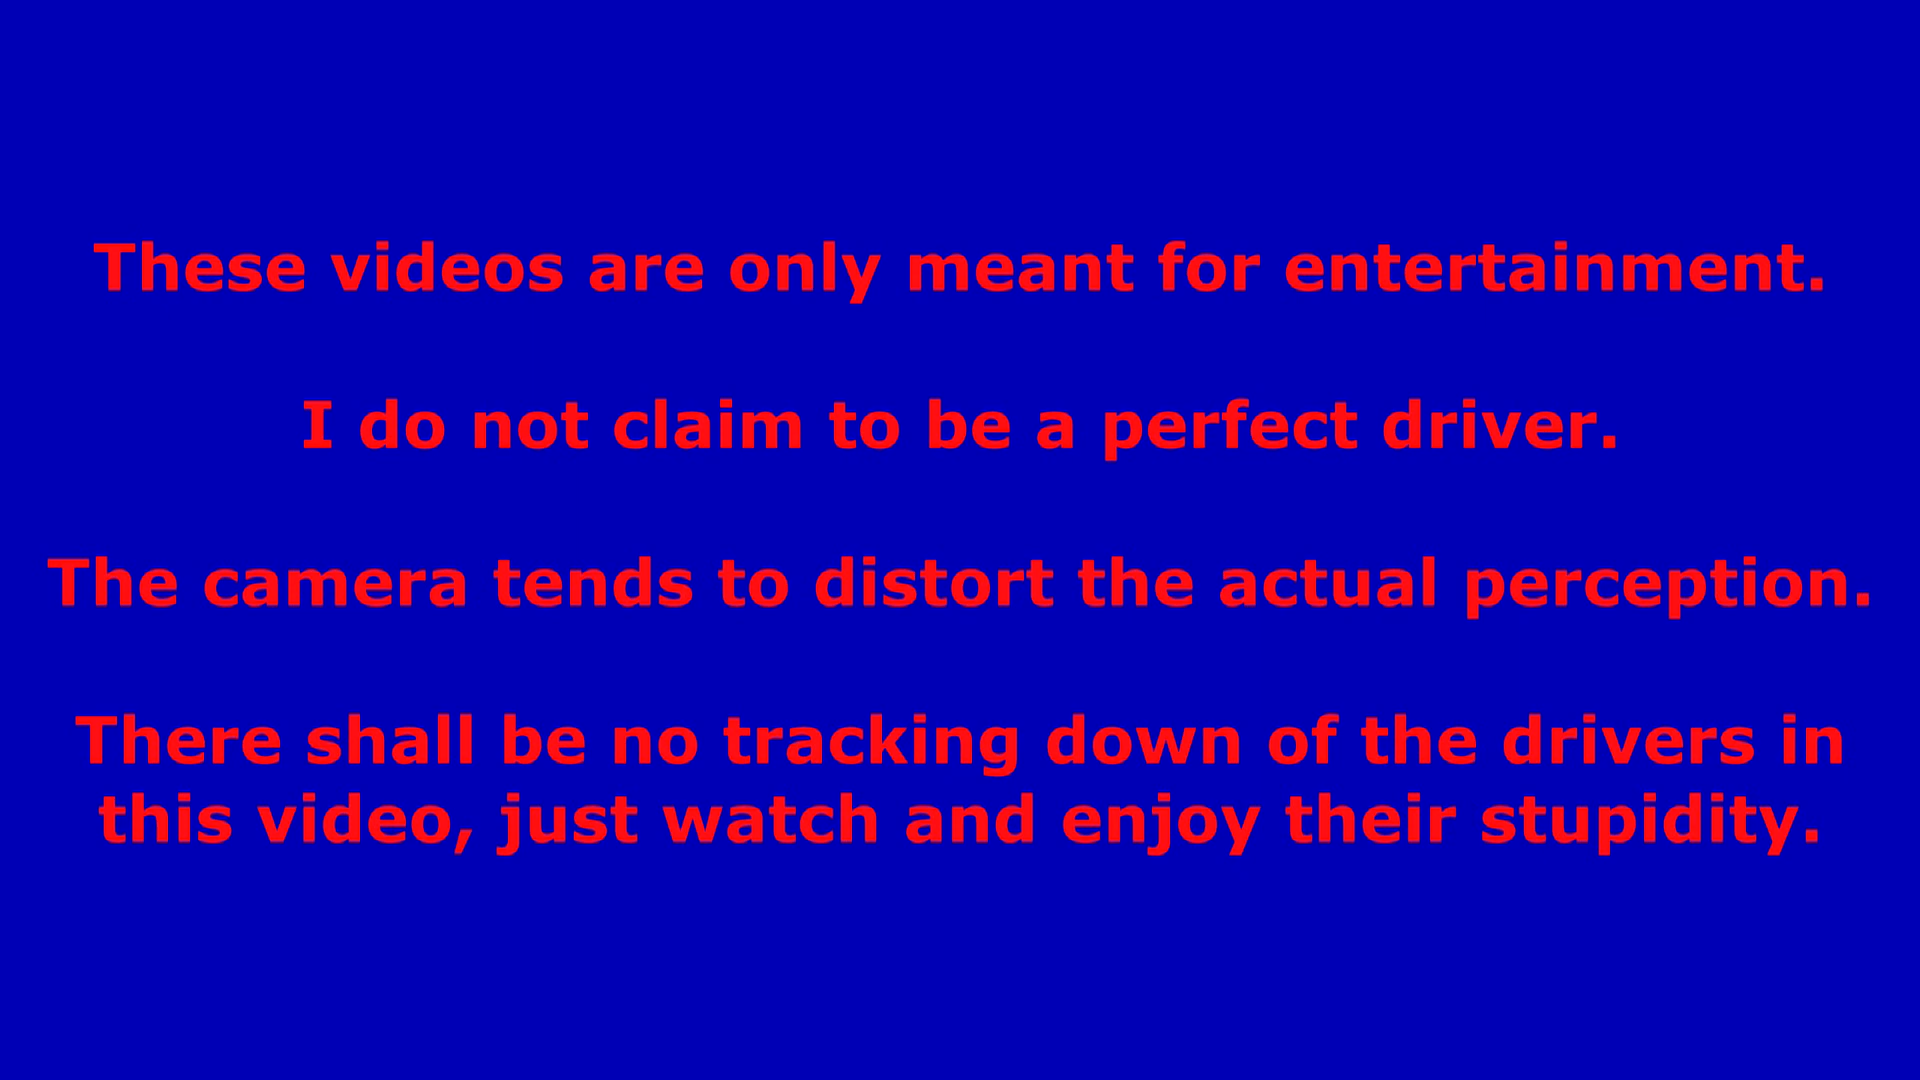 These videos are only meant for entertainment.
I do not claim to be a perfect driver.
The camera tends to distort the actual perception.
There shall be no tracking down of the drivers in
this video, just watch and enjoy their stupidity.